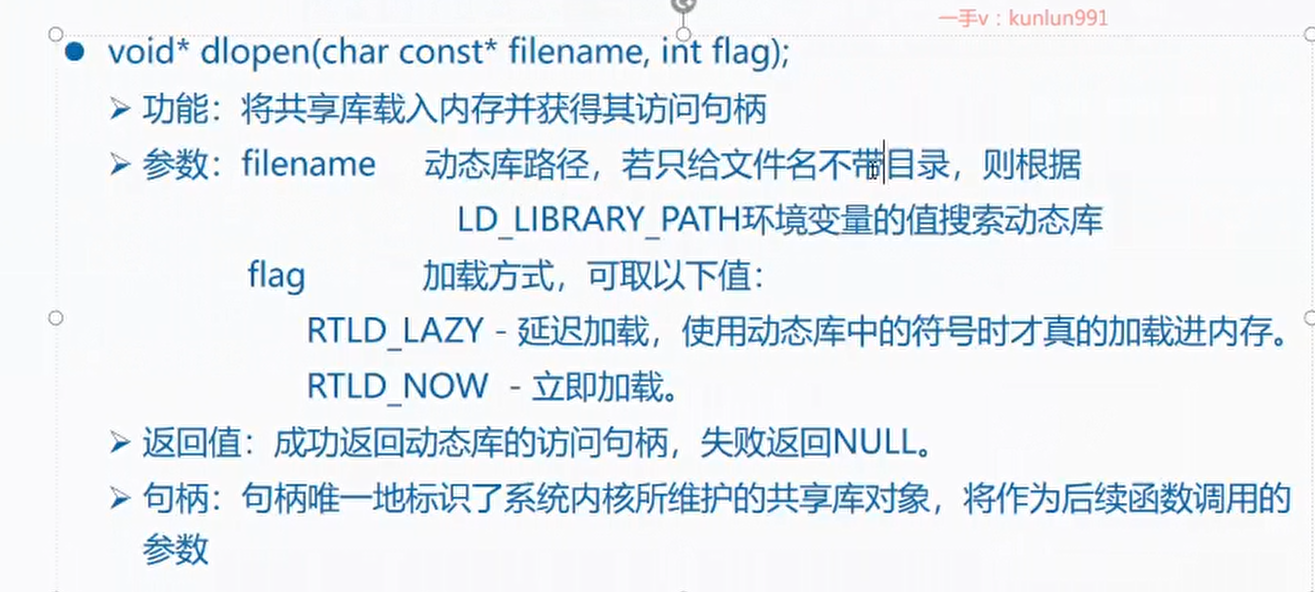 一手v：kunlun991
● void* dlopen(char const* filename, int flag);
➢ 功能：将共享库载入内存并获得其访问句柄
➢ 参数：filename 动态库路径，若只给文件名不带目录，则根据
LD_LIBRARY_PATH环境变量的值搜索动态库
flag 加载方式，可取以下值：
RTLD_LAZY - 延迟加载，使用动态库中的符号时才真的加载进内存。
RTLD_NOW - 立即加载。
➢ 返回值：成功返回动态库的访问句柄，失败返回NULL。
➢ 句柄：句柄唯一地标识了系统内核所维护的共享库对象，将作为后续函数调用的
参数